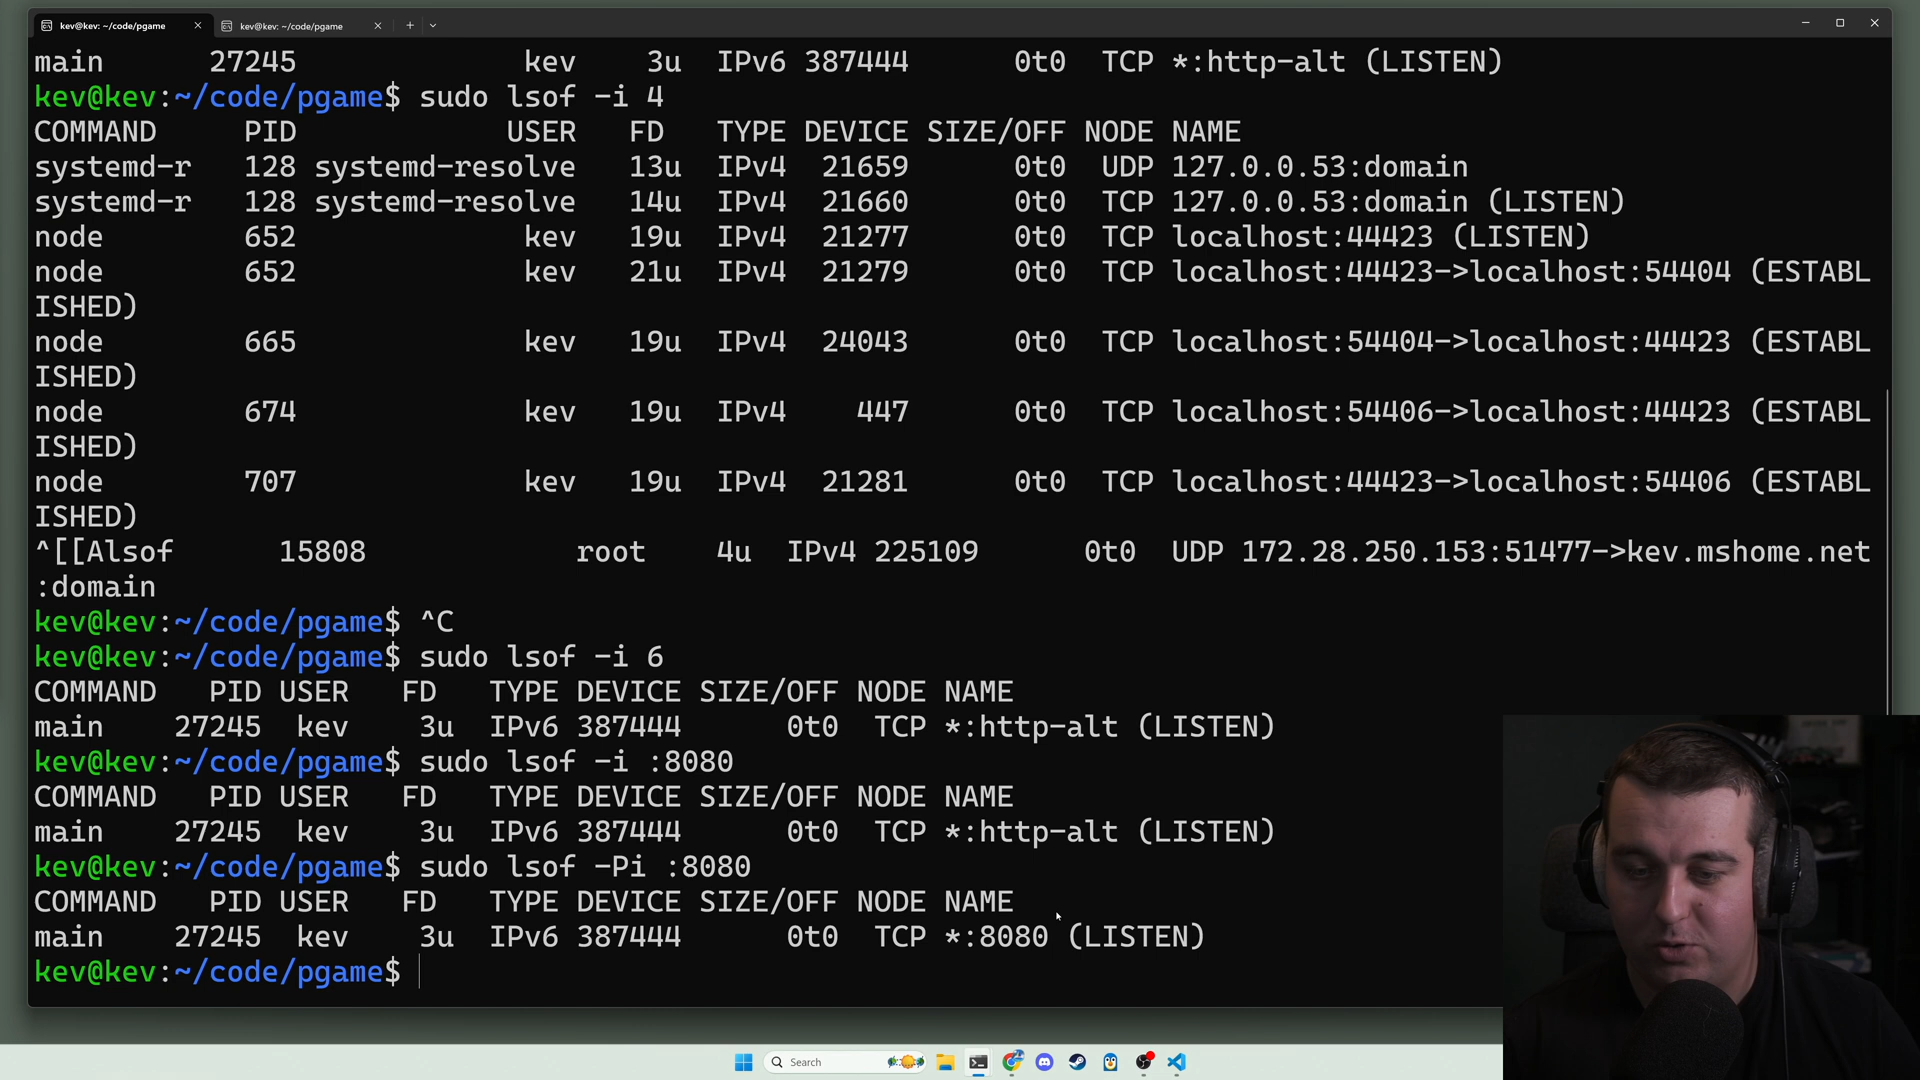 kev@kev: ~/code/pgame kev@kev: ~/code/pgame
main 27245 kev 3u IPv6 387444 0t0 TCP *:http-alt (LISTEN)
kev@kev:~/code/pgame$ sudo lsof -i 4
COMMAND PID USER FD TYPE DEVICE SIZE/OFF NODE NAME
systemd-r 128 systemd-resolve 13u IPv4 21659 0t0 UDP 127.0.0.53:domain
systemd-r 128 systemd-resolve 14u IPv4 21660 0t0 TCP 127.0.0.53:domain (LISTEN)
node 652 kev 19u IPv4 21277 0t0 TCP localhost:44423 (LISTEN)
node 652 kev 21u IPv4 21279 0t0 TCP localhost:44423->localhost:54404 (ESTABL
ISHED)
node 665 kev 19u IPv4 24043 0t0 TCP localhost:54404->localhost:44423 (ESTABL
ISHED)
node 674 kev 19u IPv4 447 0t0 TCP localhost:54406->localhost:44423 (ESTABL
ISHED)
node 707 kev 19u IPv4 21281 0t0 TCP localhost:44423->localhost:54406 (ESTABL
ISHED)
^[[Alsof 15808 root 4u IPv4 225109 0t0 UDP 172.28.250.153:51477->kev.mshome.net
:domain
kev@kev:~/code/pgame$ ^C
kev@kev:~/code/pgame$ sudo lsof -i 6
COMMAND PID USER FD TYPE DEVICE SIZE/OFF NODE NAME
main 27245 kev 3u IPv6 387444 0t0 TCP *:http-alt (LISTEN)
kev@kev:~/code/pgame$ sudo lsof -i :8080
COMMAND PID USER FD TYPE DEVICE SIZE/OFF NODE NAME
main 27245 kev 3u IPv6 387444 0t0 TCP *:http-alt (LISTEN)
kev@kev:~/code/pgame$ sudo lsof -Pi :8080
COMMAND PID USER FD TYPE DEVICE SIZE/OFF NODE NAME
main 27245 kev 3u IPv6 387444 0t0 TCP *:8080 (LISTEN)
kev@kev:~/code/pgame$
Search